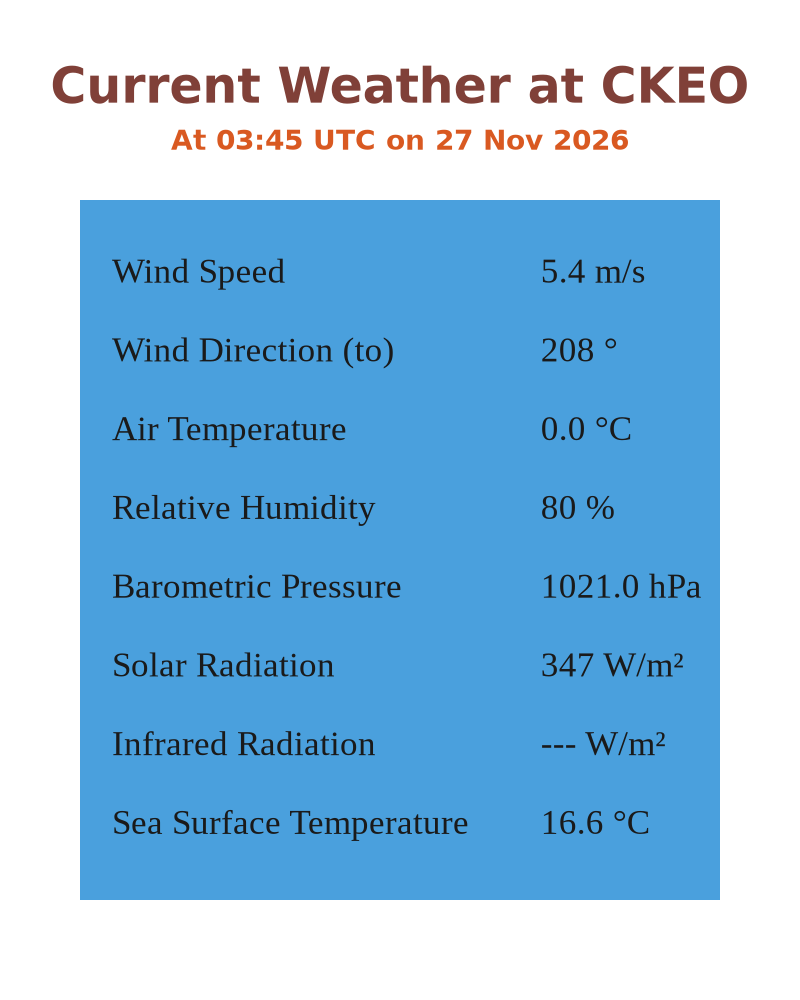 Current Weather at CKEO
At 03:45 UTC on 27 Nov 2026
Wind Speed 5.4 m/s
Wind Direction (to) 208 °
Air Temperature 0.0 °C
Relative Humidity 80 %
Barometric Pressure 1021.0 hPa
Solar Radiation 347 W/m²
Infrared Radiation --- W/m²
Sea Surface Temperature 16.6 °C